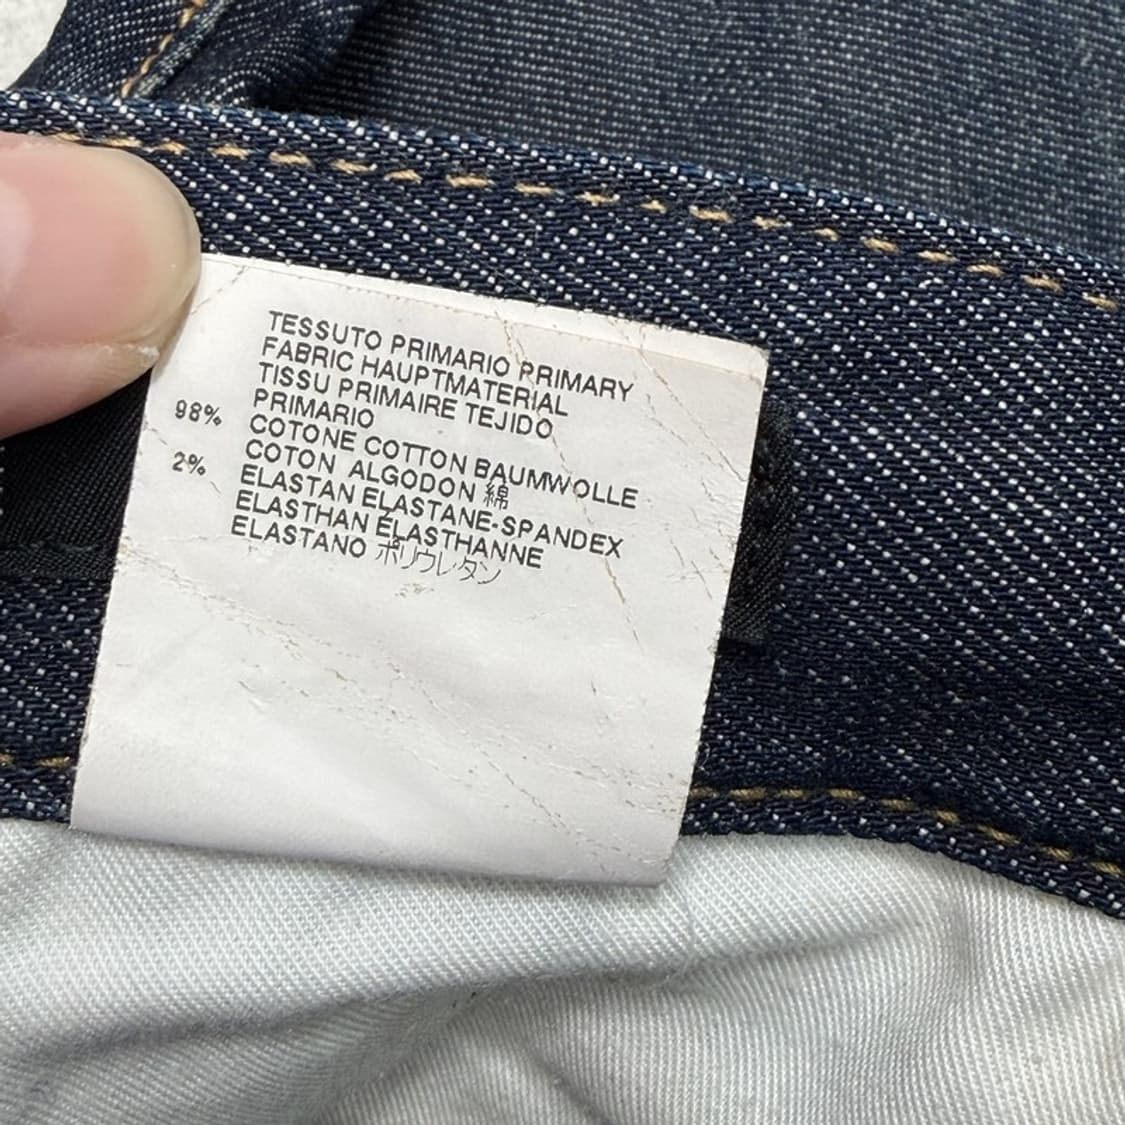 TESSUTO PRIMARIO PRIMARY
FABRIC HAUPTMATERIAL
TISSU PRIMAIRE TEJIDO
PRIMARIO
98% COTONE COTTON BAUMWOLLE
COTON ALGODON 綿
2% ELASTAN ELASTANE-SPANDEX
ELASTHAN ÉLASTHANNE
ELASTANO ポリウレタン